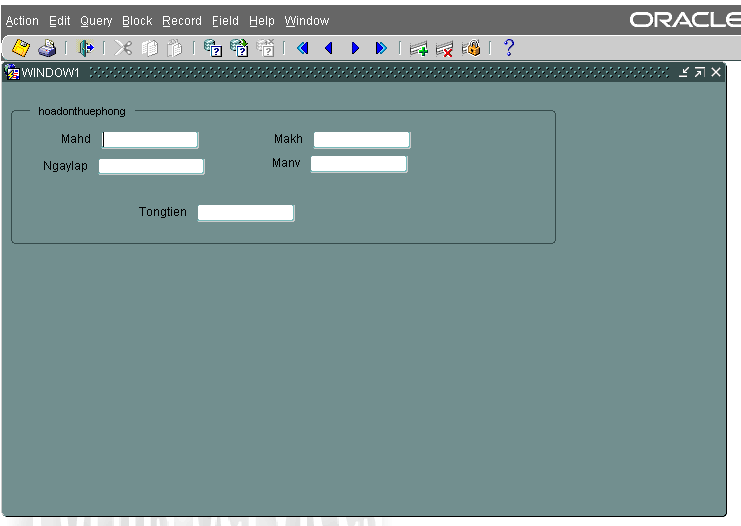 Action Edit Query Block Record Field Help Window ORACLE
WINDOW1
hoadonthuephong
Mahd Makh
Ngaylap Manv
Tongtien